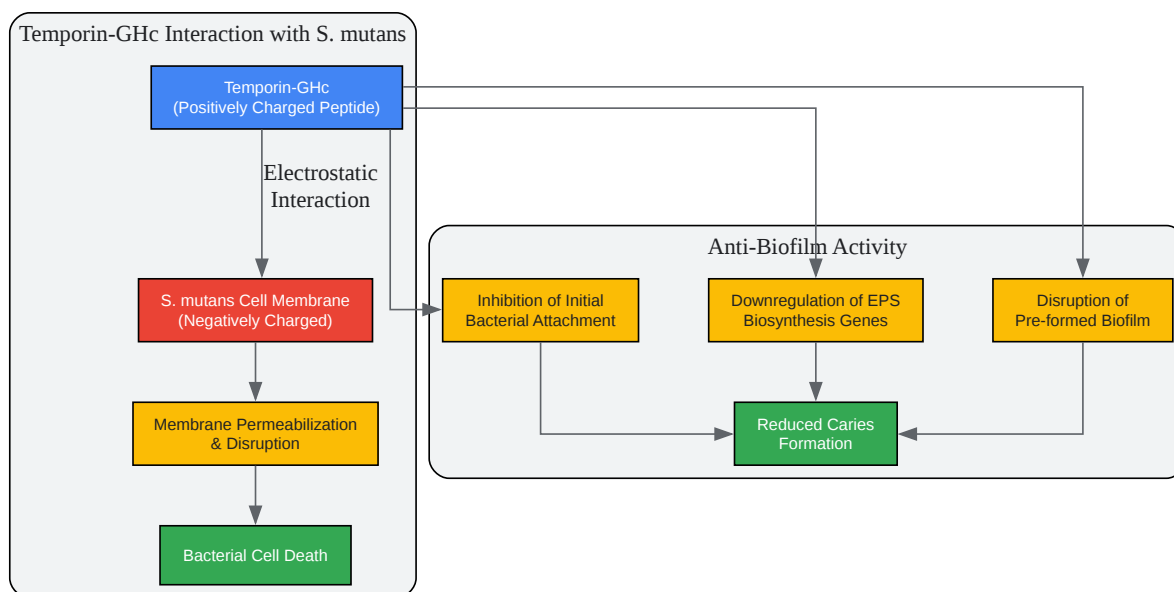 Temporin-GHc Interaction with S. mutans
Temporin-GHc
(Positively Charged Peptide)
Electrostatic
Interaction
S. mutans Cell Membrane
(Negatively Charged)
Membrane Permeabilization
& Disruption
Bacterial Cell Death
Anti-Biofilm Activity
Inhibition of Initial
Bacterial Attachment
Downregulation of EPS
Biosynthesis Genes
Disruption of
Pre-formed Biofilm
Reduced Caries
Formation